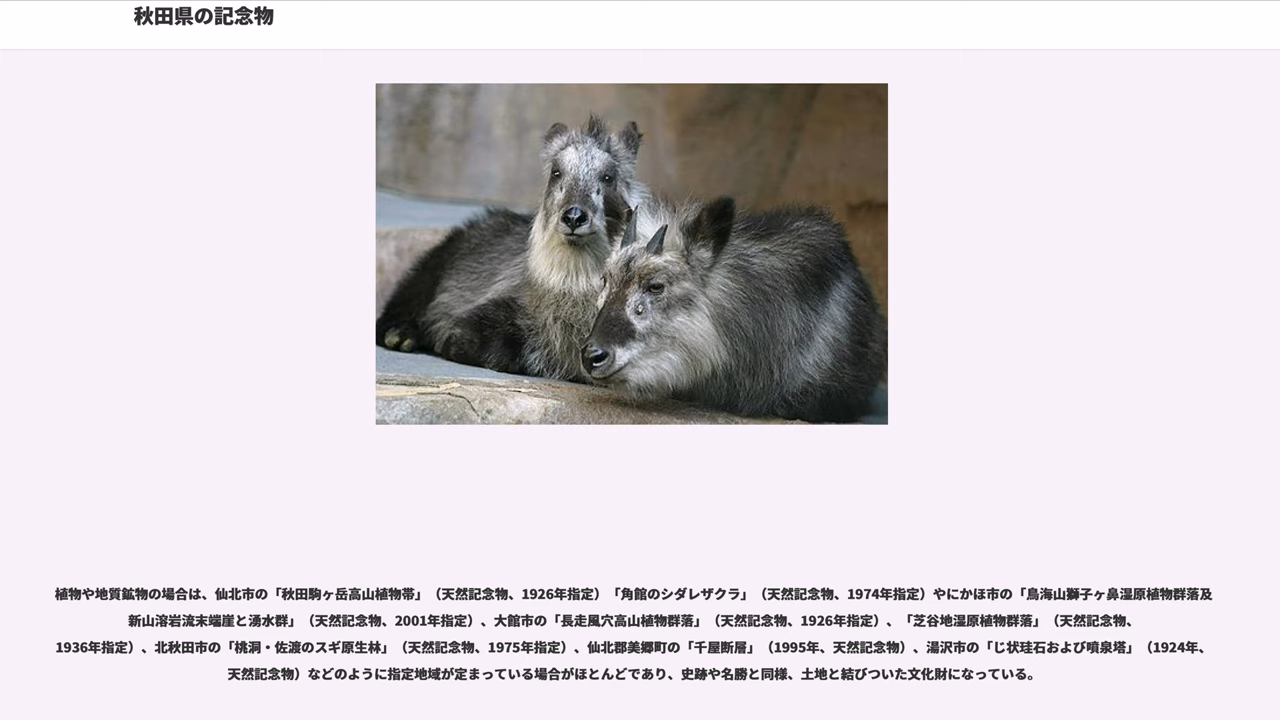 秋田県の記念物
植物や地質鉱物の場合は、仙北市の「秋田駒ヶ岳高山植物帯」（天然記念物、1926年指定）「角館のシダレザクラ」（天然記念物、1974年指定）やにかほ市の「鳥海山獅子ヶ鼻湿原植物群落及
新山溶岩流末端崖と湧水群」（天然記念物、2001年指定）、大館市の「長走風穴高山植物群落」（天然記念物、1926年指定）、「芝谷地湿原植物群落」（天然記念物、
1936年指定）、北秋田市の「桃洞・佐渡のスギ原生林」（天然記念物、1975年指定）、仙北郡美郷町の「千屋断層」（1995年、天然記念物）、湯沢市の「じ状珪石および噴泉塔」（1924年、
天然記念物）などのように指定地域が定まっている場合がほとんどであり、史跡や名勝と同様、土地と結びついた文化財になっている。